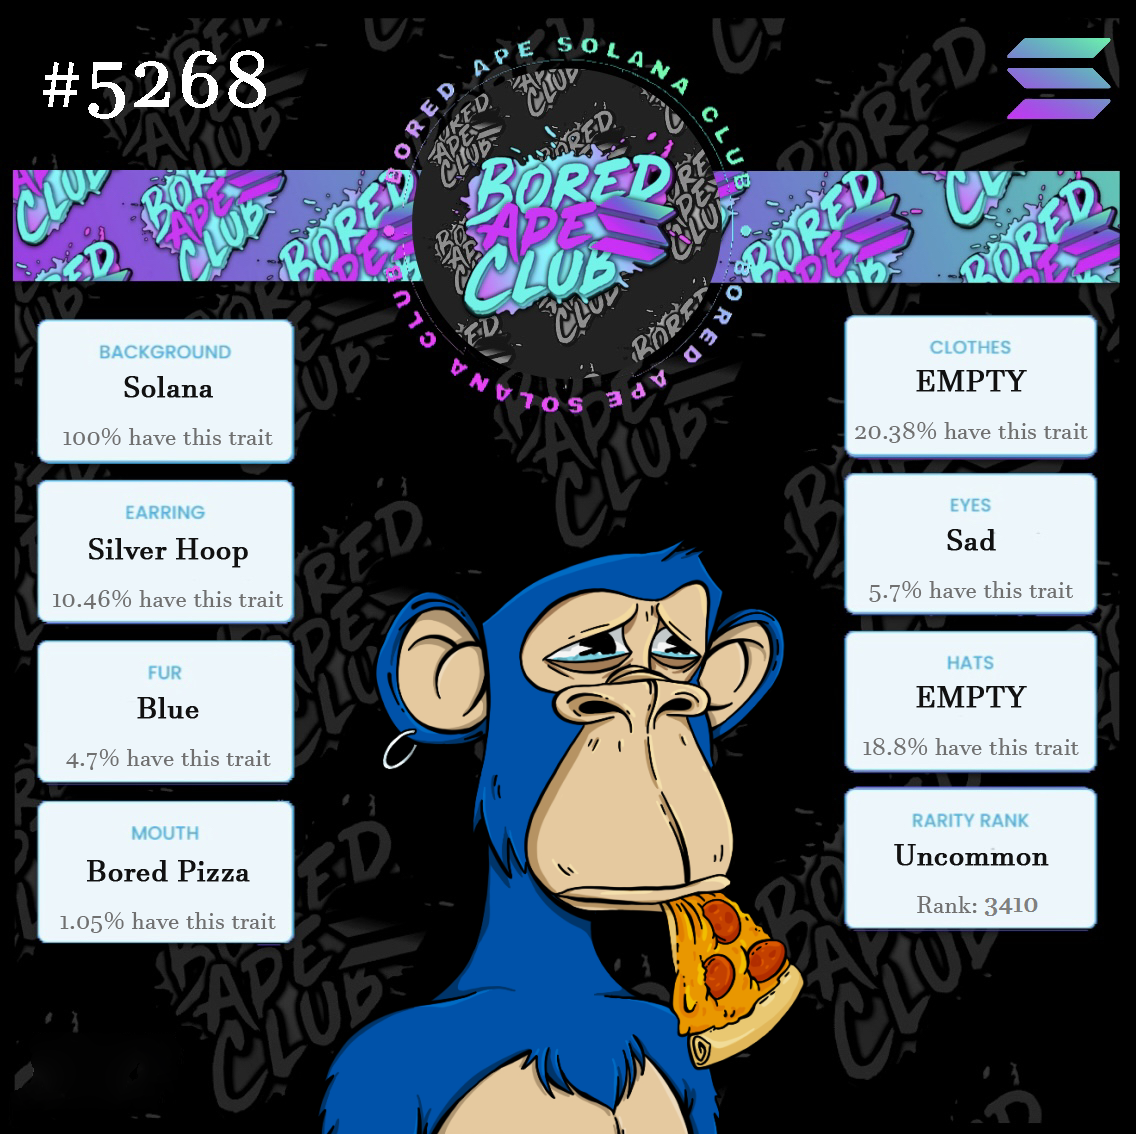 #5268
BORED APE SOLANA CLUB
BORED APE SOLANA CLUB
BORED
APE
CLUB
BACKGROUND
Solana
100% have this trait
EARRING
Silver Hoop
10.46% have this trait
FUR
Blue
4.7% have this trait
MOUTH
Bored Pizza
1.05% have this trait
CLOTHES
EMPTY
20.38% have this trait
EYES
Sad
5.7% have this trait
HATS
EMPTY
18.8% have this trait
RARITY RANK
Uncommon
Rank: 3410